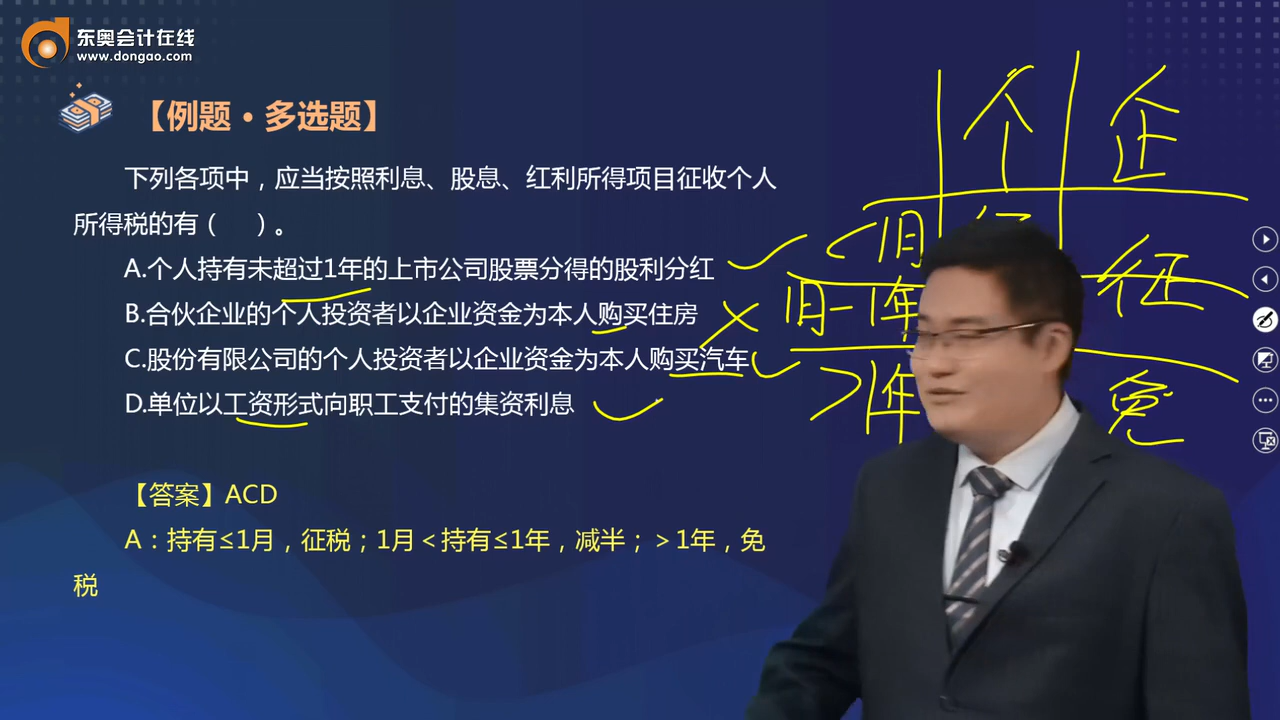 东奥会计在线
www.dongao.com
【例题·多选题】
下列各项中，应当按照利息、股息、红利所得项目征收个人
所得税的有（ ）。
A.个人持有未超过1年的上市公司股票分得的股利分红
B.合伙企业的个人投资者以企业资金为本人购买住房
C.股份有限公司的个人投资者以企业资金为本人购买汽车
D.单位以工资形式向职工支付的集资利息
【答案】ACD
A：持有≤1月，征税；1月＜持有≤1年，减半；＞1年，免
税
个 企
<1月
1月-1年 征
>1年 免